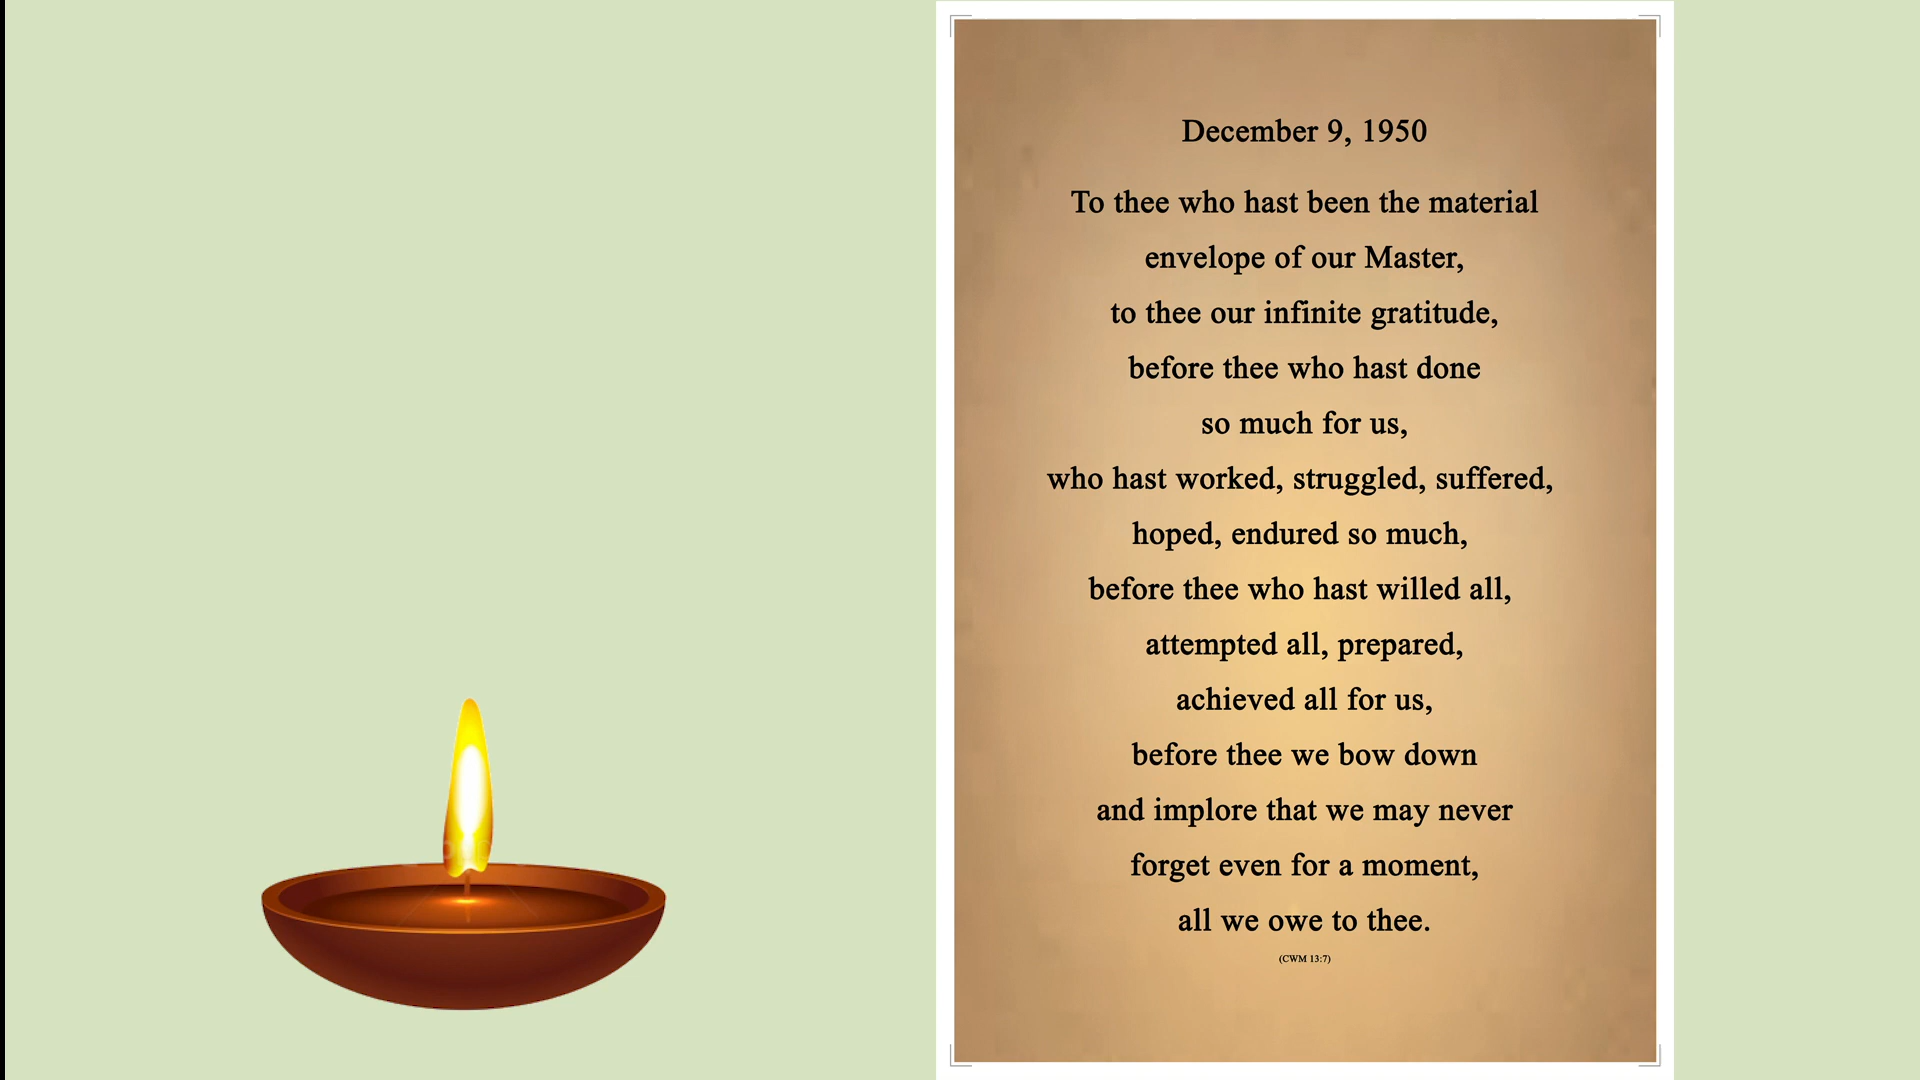 December 9, 1950
To thee who hast been the material
envelope of our Master,
to thee our infinite gratitude,
before thee who hast done
so much for us,
who hast worked, struggled, suffered,
hoped, endured so much,
before thee who hast willed all,
attempted all, prepared,
achieved all for us,
before thee we bow down
and implore that we may never
forget even for a moment,
all we owe to thee.
(CWM 13:7)